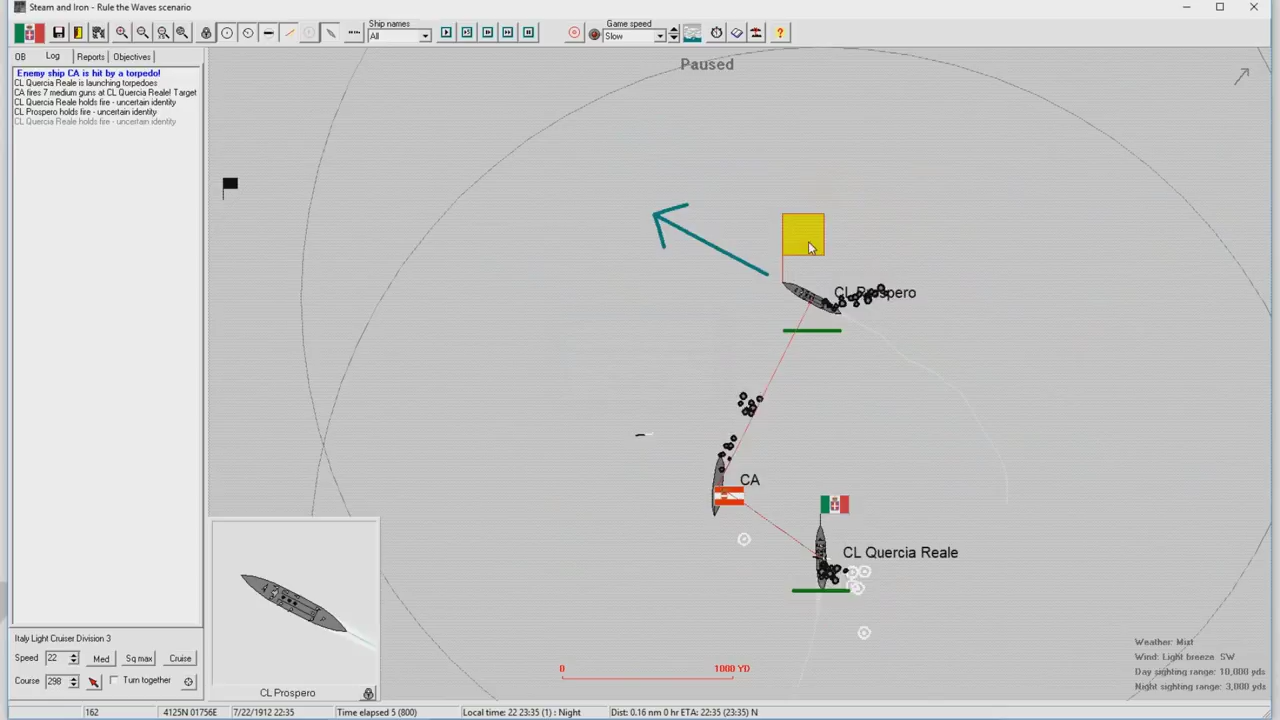 Steam and Iron - Rule the Waves scenario
Ship names
All
Game speed
Slow
OB Log Reports Objectives
Enemy ship CA is hit by a torpedo!
CL Quercia Reale is launching torpedoes
CA fires 7 medium guns at CL Quercia Reale! Target
CL Quercia Reale holds fire - uncertain identity
CL Prospero holds fire - uncertain identity
CL Quercia Reale holds fire - uncertain identity
Paused
CL Prospero
CA
CL Quercia Reale
0 1000 YD
Weather: Mist
Wind: Light breeze SW
Day sighting range: 10,000 yds
Night sighting range: 3,000 yds
Italy Light Cruiser Division 3
Speed 22 Med Sq max Cruise
Course 298 Turn together
CL Prospero
162 4125N 01756E 7/22/1912 22:35 Time elapsed 5 (800) Local time: 22 23:35 (1) : Night Dist: 0.16 nm 0 hr ETA: 22:35 (23:35) N